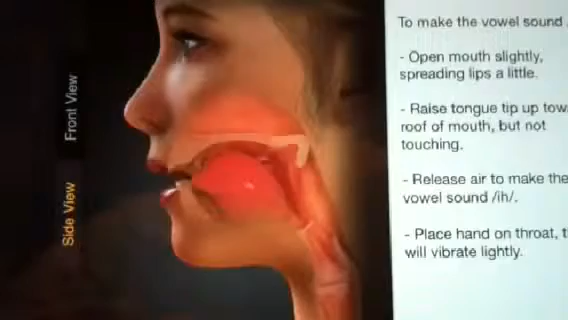 Front View
Side View
To make the vowel sound
- Open mouth slightly,
spreading lips a little.
- Raise tongue tip up
roof of mouth, but not
touching.
- Release air to make the
vowel sound /ih/.
- Place hand on throat,
will vibrate lightly.